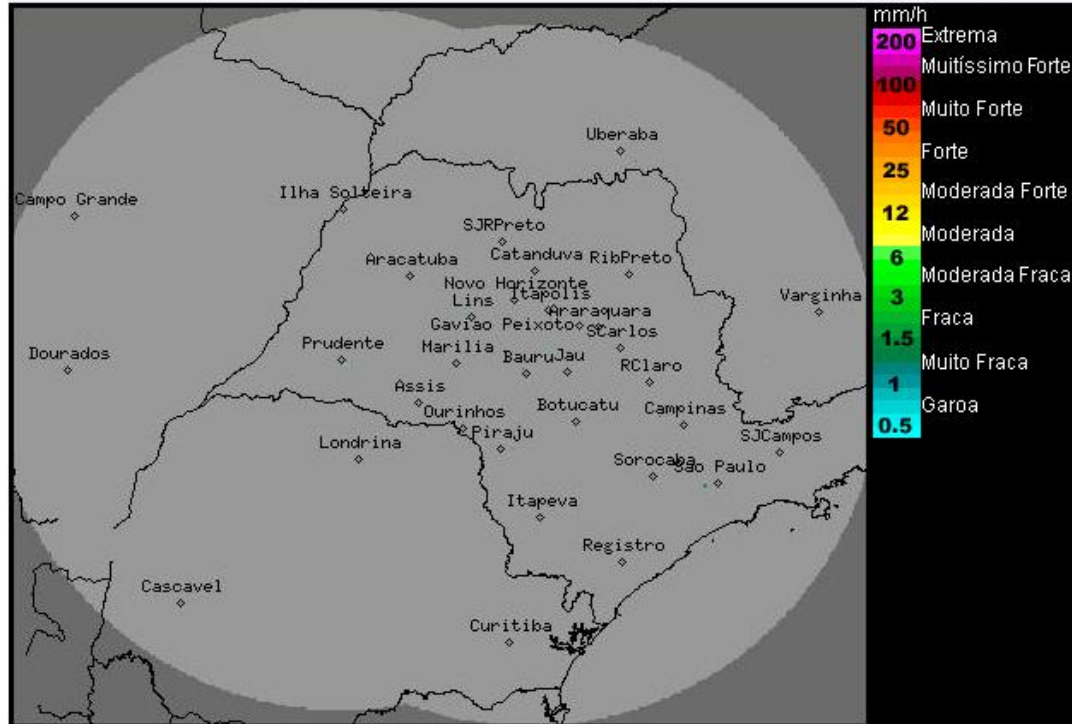 mm/h
200
Extrema
Muitíssimo Forte
100
Muito Forte
50
Forte
25
Moderada Forte
12
Moderada
6
Moderada Fraca
3
Fraca
1.5
Muito Fraca
1
Garoa
0.5
Uberaba
Campo Grande
Ilha Solteira
SJRPreto
Catanduva
RibPreto
Aracatuba
Novo Horizonte
Itapolis
Lins
Araraquara
Varginha
Gaviao Peixoto
SCarlos
Dourados
Prudente
Marilia
Bauru
Jau
RClaro
Assis
Ourinhos
Botucatu
Campinas
Londrina
Piraju
SJCampos
Sorocaba
Sao Paulo
Itapeva
Registro
Cascavel
Curitiba